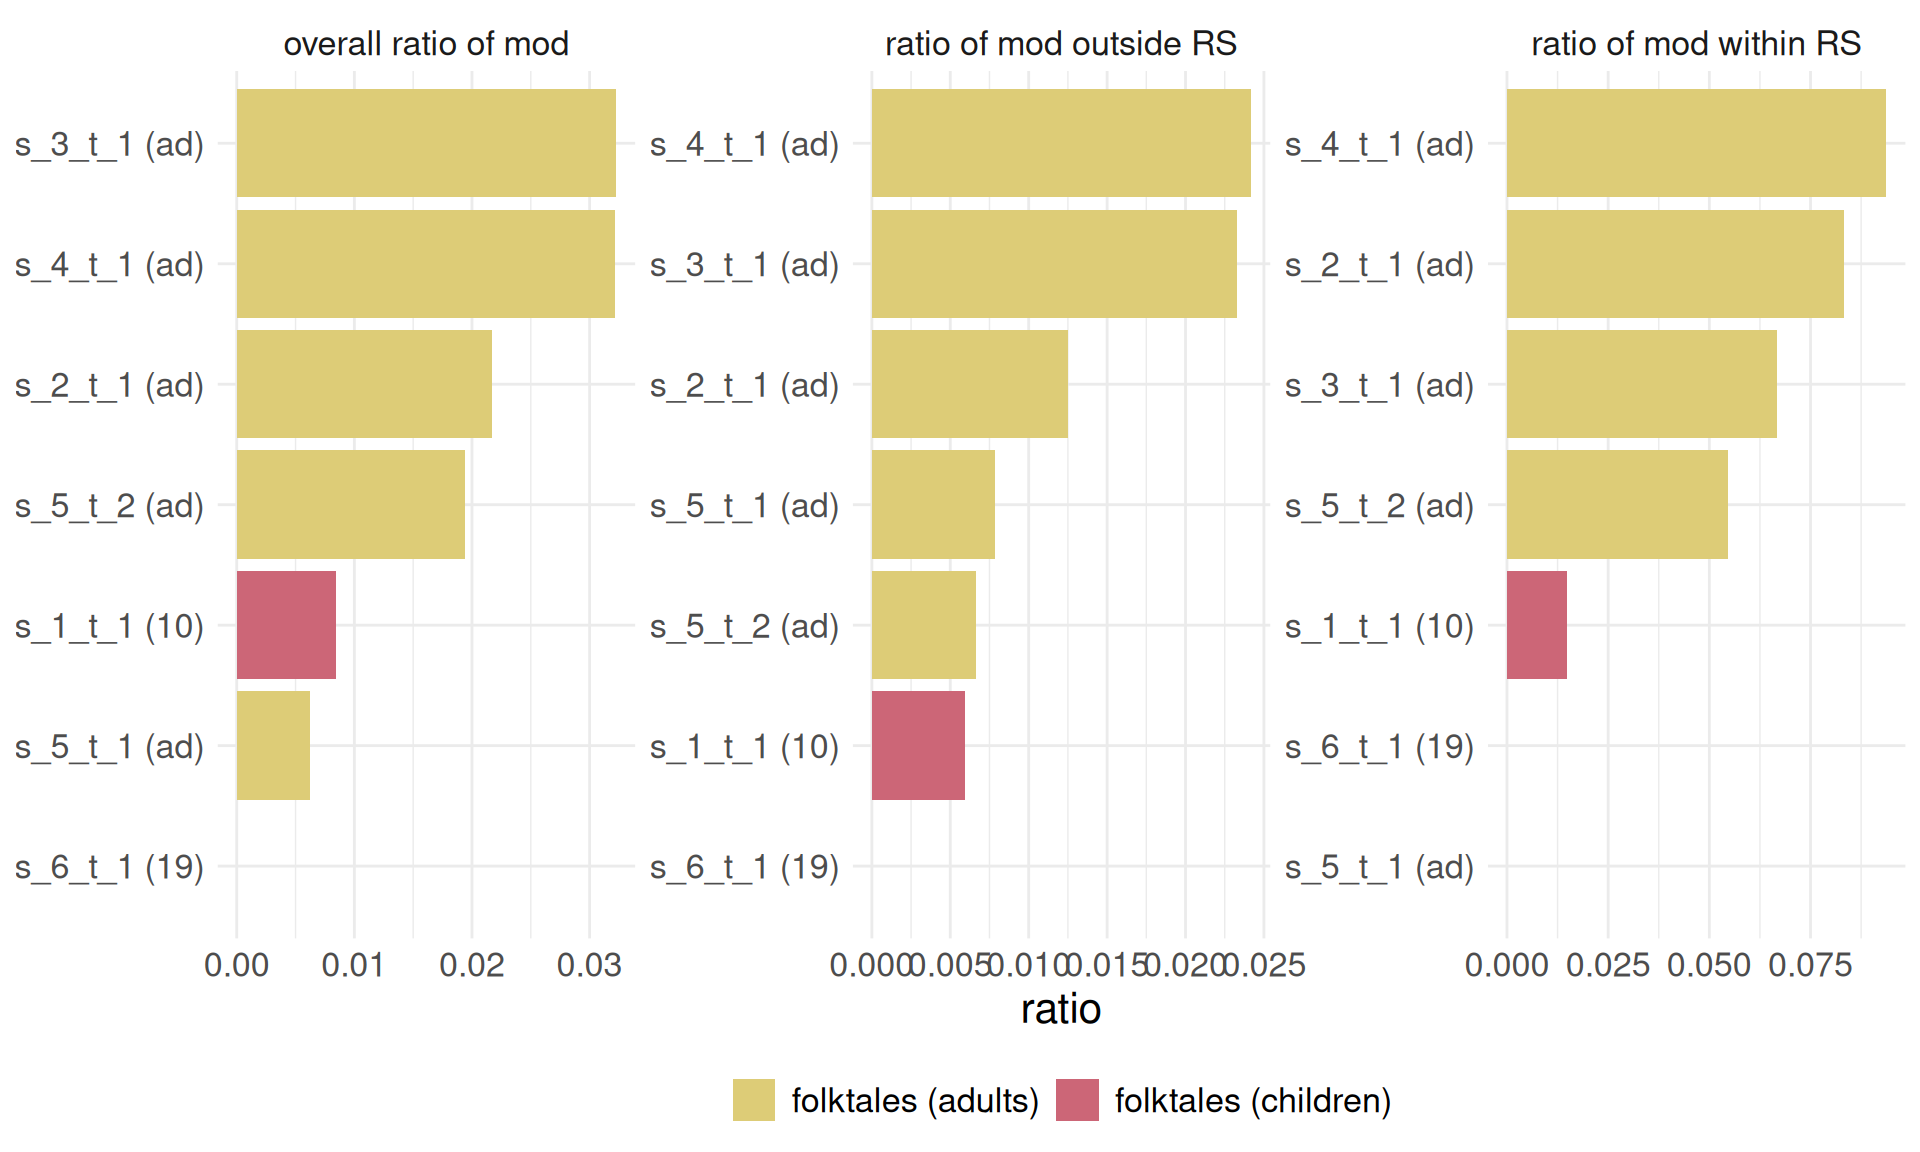 overall ratio of mod
s_3_t_1 (ad)
s_4_t_1 (ad)
s_2_t_1 (ad)
s_5_t_2 (ad)
s_1_t_1 (10)
s_5_t_1 (ad)
s_6_t_1 (19)
0.00 0.01 0.02 0.03
ratio of mod outside RS
s_4_t_1 (ad)
s_3_t_1 (ad)
s_2_t_1 (ad)
s_5_t_1 (ad)
s_5_t_2 (ad)
s_1_t_1 (10)
s_6_t_1 (19)
0.000 0.005 0.010 0.015 0.020 0.025
ratio of mod within RS
s_4_t_1 (ad)
s_2_t_1 (ad)
s_3_t_1 (ad)
s_5_t_2 (ad)
s_1_t_1 (10)
s_6_t_1 (19)
s_5_t_1 (ad)
0.000 0.025 0.050 0.075
ratio
folktales (adults) folktales (children)